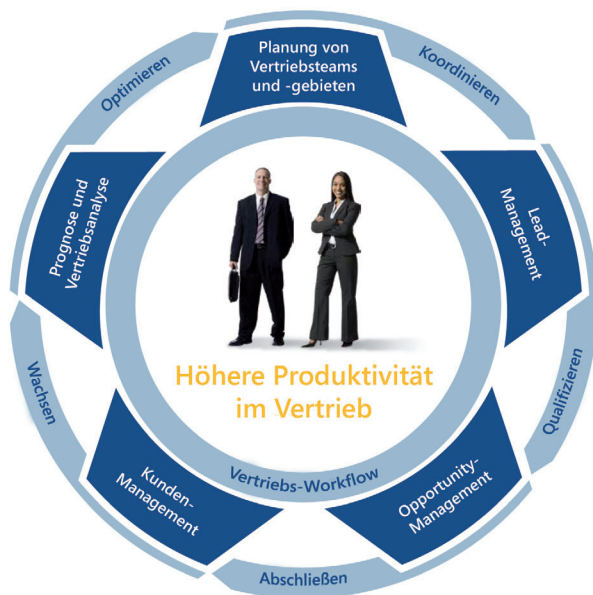 Planung von
Vertriebsteams
und -gebieten
Koordinieren
Lead-
Management
Qualifizieren
Opportunity-
Management
Abschließen
Kunden-
Management
Wachsen
Prognose und
Vertriebsanalyse
Optimieren
Höhere Produktivität
im Vertrieb
Vertriebs-Workflow